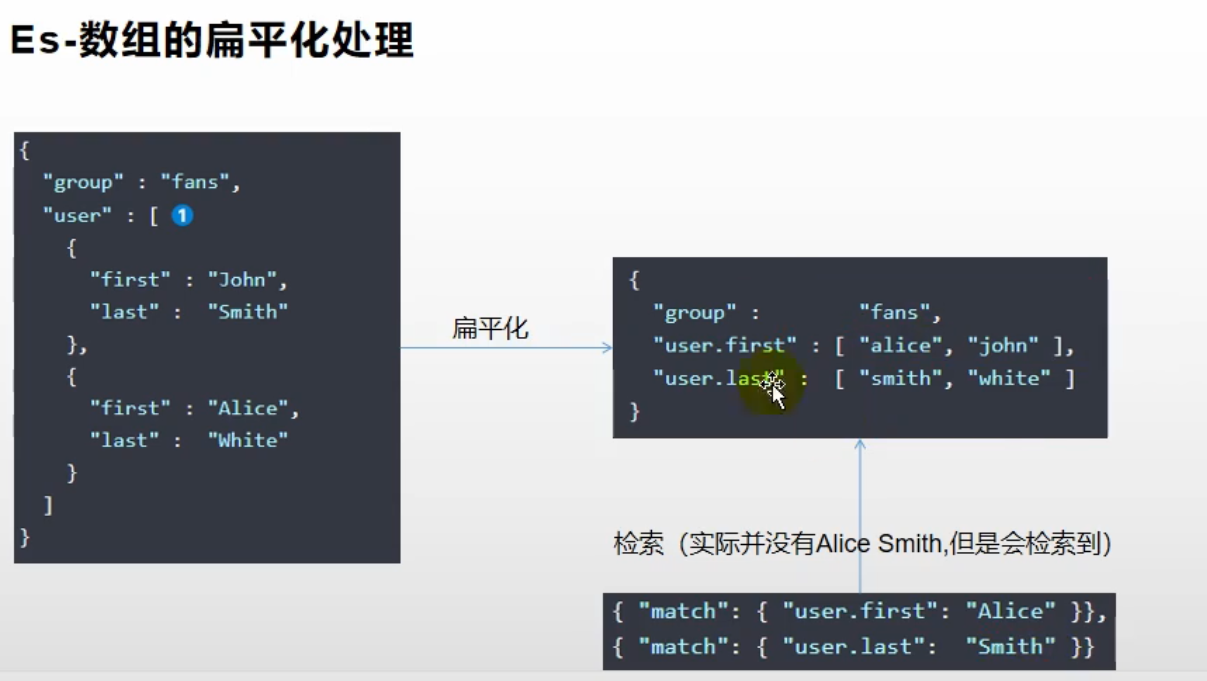 Es-数组的扁平化处理
{
"group" : "fans",
"user" : [ 1
{
"first" : "John",
"last" : "Smith"
},
{
"first" : "Alice",
"last" : "White"
}
]
}
扁平化
{
"group" : "fans",
"user.first" : [ "alice", "john" ],
"user.last" : [ "smith", "white" ]
}
检索（实际并没有Alice Smith,但是会检索到）
{ "match": { "user.first": "Alice" }},
{ "match": { "user.last": "Smith" }}